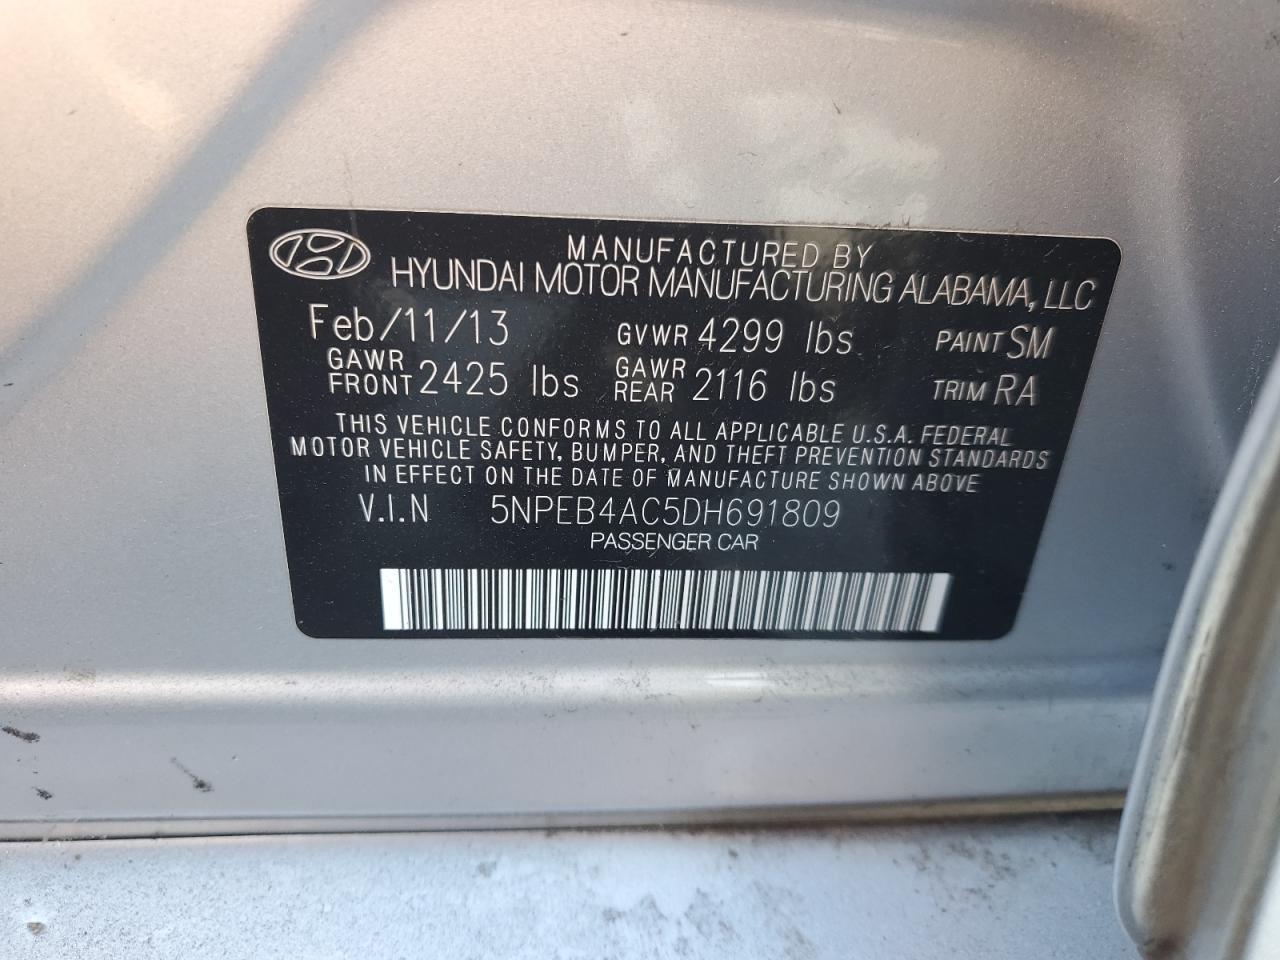 MANUFACTURED BY
HYUNDAI MOTOR MANUFACTURING ALABAMA, LLC
Feb/11/13 GVWR 4299 lbs PAINT SM
GAWR FRONT 2425 lbs GAWR REAR 2116 lbs TRIM RA
THIS VEHICLE CONFORMS TO ALL APPLICABLE U.S.A. FEDERAL
MOTOR VEHICLE SAFETY, BUMPER, AND THEFT PREVENTION STANDARDS
IN EFFECT ON THE DATE OF MANUFACTURE SHOWN ABOVE
V.I.N 5NPEB4AC5DH691809
PASSENGER CAR